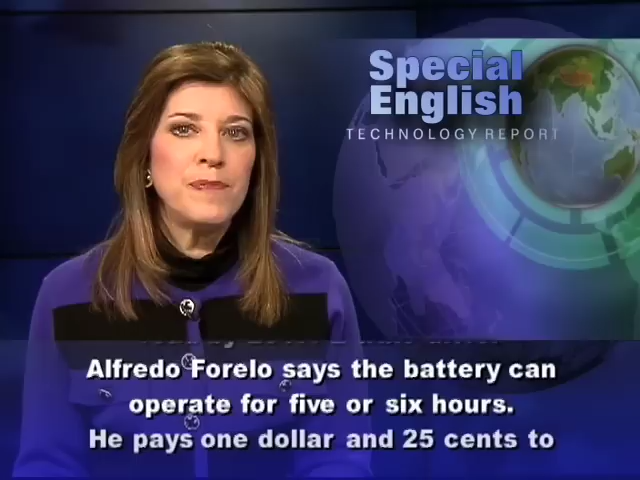 Special
English
TECHNOLOGY REPORT
Alfredo Forelo says the battery can
operate for five or six hours.
He pays one dollar and 25 cents to